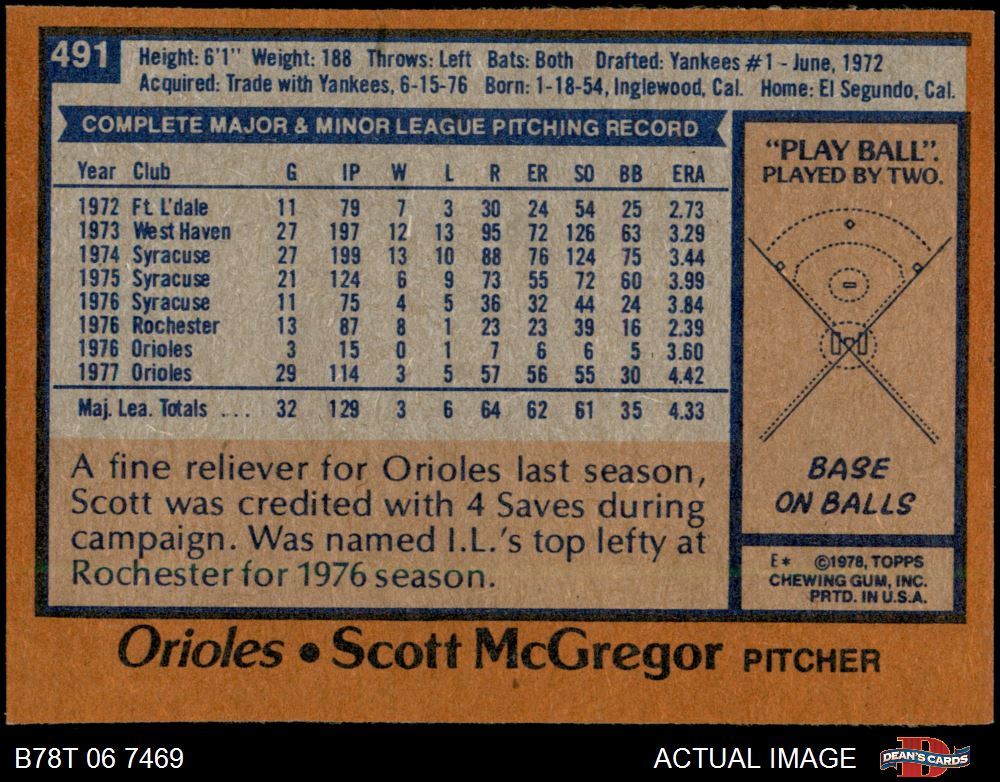 491
Height: 6'1" Weight: 188 Throws: Left Bats: Both Drafted: Yankees #1 - June, 1972
Acquired: Trade with Yankees, 6-15-76 Born: 1-18-54, Inglewood, Cal. Home: El Segundo, Cal.
COMPLETE MAJOR & MINOR LEAGUE PITCHING RECORD
Year Club G IP W L R ER SO BB ERA
1972 Ft. L'dale 11 79 7 3 30 24 54 25 2.73
1973 West Haven 27 197 12 13 95 72 126 63 3.29
1974 Syracuse 27 199 13 10 88 76 124 75 3.44
1975 Syracuse 21 124 6 9 73 55 72 60 3.99
1976 Syracuse 11 75 4 5 36 32 44 24 3.84
1976 Rochester 13 87 8 1 23 23 39 16 2.39
1976 Orioles 3 15 0 1 7 6 6 5 3.60
1977 Orioles 29 114 3 5 57 56 55 30 4.42
Maj. Lea. Totals ... 32 129 3 6 64 62 61 35 4.33
A fine reliever for Orioles last season,
Scott was credited with 4 Saves during
campaign. Was named I.L.'s top lefty at
Rochester for 1976 season.
"PLAY BALL".
PLAYED BY TWO.
BASE
ON BALLS
E* ©1978, TOPPS
CHEWING GUM, INC.
PRTD. IN U.S.A.
Orioles • Scott McGregor PITCHER
B78T 06 7469 ACTUAL IMAGE DEAN'S CARDS